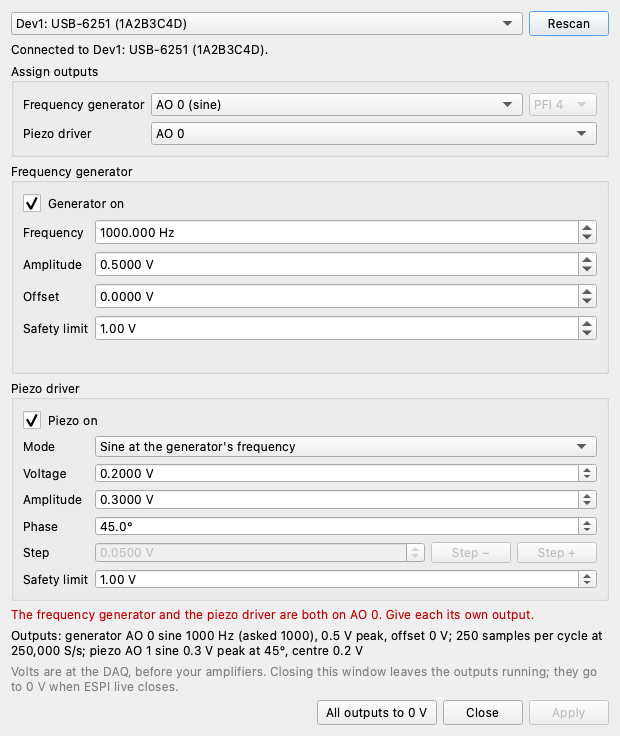 Dev1: USB-6251 (1A2B3C4D)
Rescan
Connected to Dev1: USB-6251 (1A2B3C4D).
Assign outputs
Frequency generator AO 0 (sine) PFI 4
Piezo driver AO 0
Frequency generator
Generator on
Frequency 1000.000 Hz
Amplitude 0.5000 V
Offset 0.0000 V
Safety limit 1.00 V
Piezo driver
Piezo on
Mode Sine at the generator's frequency
Voltage 0.2000 V
Amplitude 0.3000 V
Phase 45.0°
Step 0.0500 V Step − Step +
Safety limit 1.00 V
The frequency generator and the piezo driver are both on AO 0. Give each its own output.
Outputs: generator AO 0 sine 1000 Hz (asked 1000), 0.5 V peak, offset 0 V; 250 samples per cycle at
250,000 S/s; piezo AO 1 sine 0.3 V peak at 45°, centre 0.2 V
Volts are at the DAQ, before your amplifiers. Closing this window leaves the outputs running; they go
to 0 V when ESPI live closes.
All outputs to 0 V Close Apply